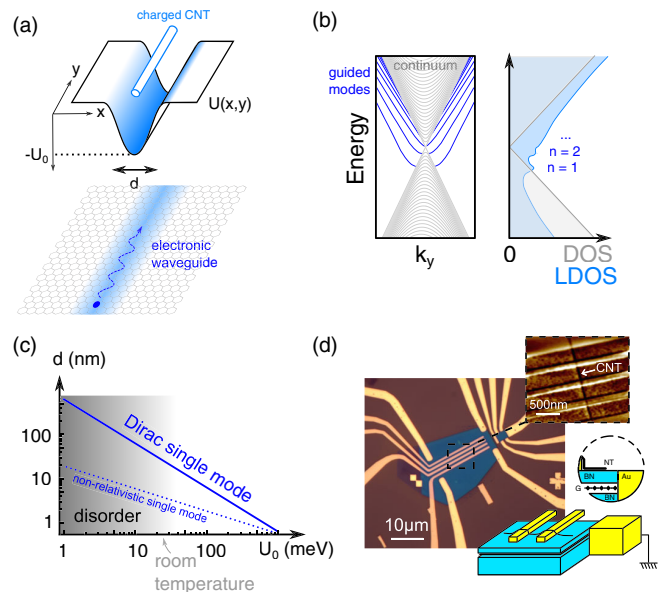 (a)
charged CNT
y
x
U(x,y)
-U0
d
electronic
waveguide
(b)
Energy
guided
modes
continuum
ky
...
n = 2
n = 1
0
DOS
LDOS
(c)
d (nm)
100
10
1
Dirac single mode
non-relativistic single mode
disorder
1
10
100
U0 (meV)
room
temperature
(d)
CNT
500nm
10μm
NT
BN
Au
G
BN